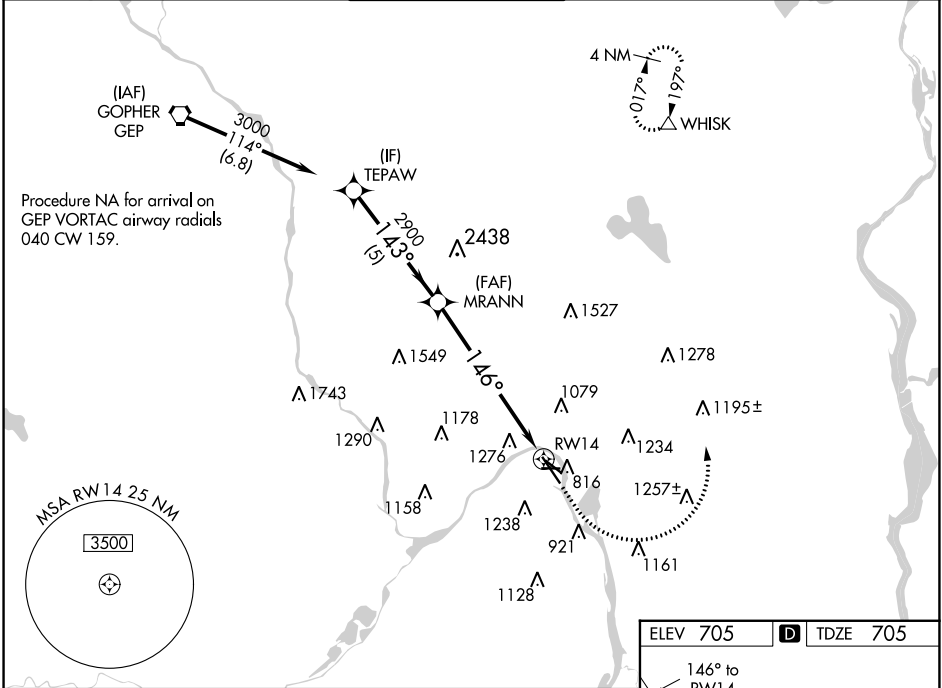 4 NM
017°
197°
WHISK
(IAF)
GOPHER
GEP
3000
114°
(6.8)
(IF)
TEPAW
Procedure NA for arrival on
GEP VORTAC airway radials
040 CW 159.
2900
143°
(5)
2438
(FAF)
MRANN
1527
1549
146°
1278
1743
1079
1195±
1290
1178
1276
RW14
1234
816
1257±
1158
1238
921
1161
1128
MSA RW14 25 NM
3500
ELEV 705
D
TDZE 705
146° to
RW14